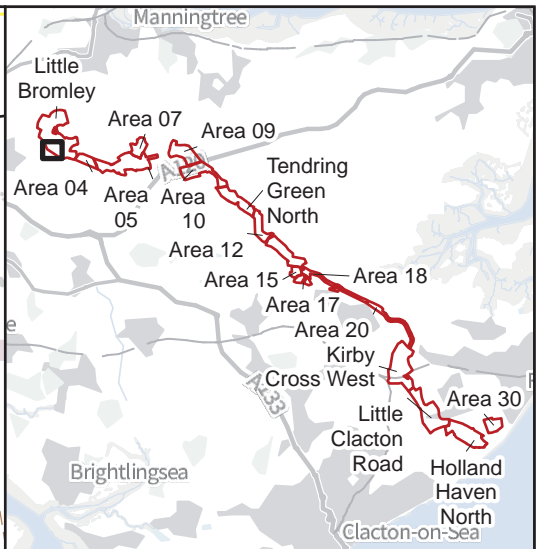 Manningtree
Little
Bromley
Area 07
Area 09
A120
Tendring
Green
North
Area 04
Area
05
Area
10
Area 12
Area 15
Area 18
Area 17
Area 20
Kirby
Cross West
A133
Area 30
Little
Clacton
Road
Holland
Haven
North
Brightlingsea
Clacton-on-Sea